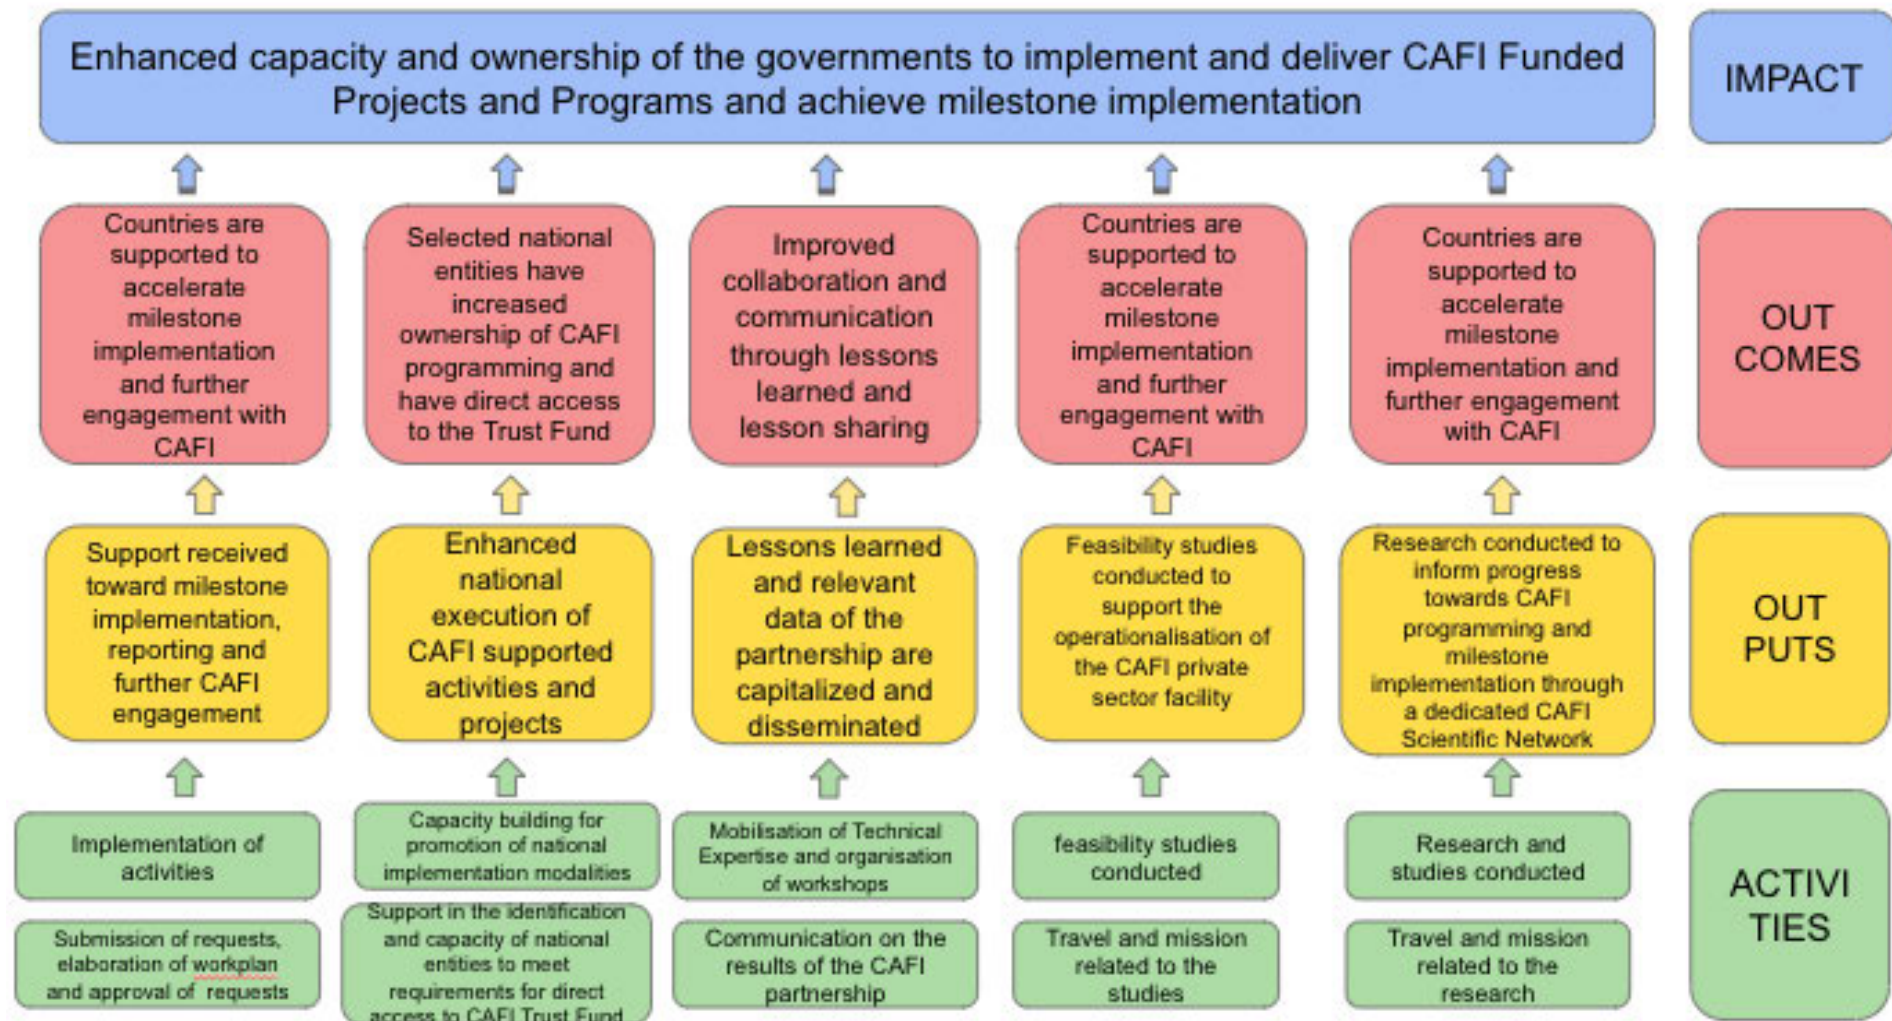 Enhanced capacity and ownership of the governments to implement and deliver CAFI Funded
Projects and Programs and achieve milestone implementation
IMPACT
Countries are
supported to
accelerate
milestone
implementation
and further
engagement with
CAFI
Selected national
entities have
increased
ownership of CAFI
programming and
have direct access
to the Trust Fund
Improved
collaboration and
communication
through lessons
learned and
lesson sharing
Countries are
supported to
accelerate
milestone
implementation
and further
engagement with
CAFI
Countries are
supported to
accelerate
milestone
implementation and
further engagement
with CAFI
OUT
COMES
Support received
toward milestone
implementation,
reporting and
further CAFI
engagement
Enhanced
national
execution of
CAFI supported
activities and
projects
Lessons learned
and relevant
data of the
partnership are
capitalized and
disseminated
Feasibility studies
conducted to
support the
operationalisation of
the CAFI private
sector facility
Research conducted to
inform progress
towards CAFI
programming and
milestone
implementation through
a dedicated CAFI
Scientific Network
OUT
PUTS
Implementation of
activities
Capacity building for
promotion of national
implementation modalities
Mobilisation of Technical
Expertise and organisation
of workshops
feasibility studies
conducted
Research and
studies conducted
ACTIVI
TIES
Submission of requests,
elaboration of workplan
and approval of requests
Support in the identification
and capacity of national
entities to meet
requirements for direct
access to CAFI Trust Fund
Communication on the
results of the CAFI
partnership
Travel and mission
related to the
studies
Travel and mission
related to the
research